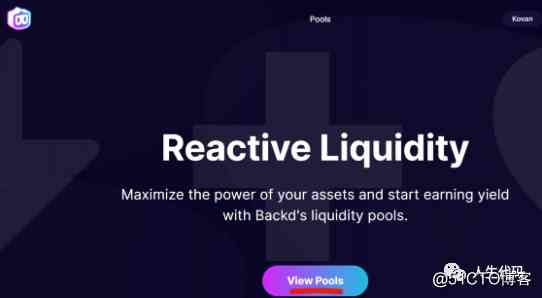 Pools
Kovan
Reactive Liquidity
Maximize the power of your assets and start earning yield
with Backd's liquidity pools.
View Pools
人生代码
@51CTO博客